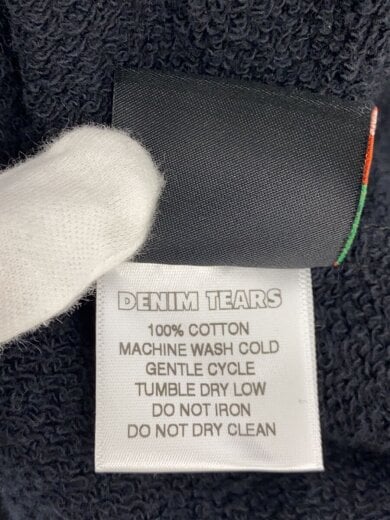 DENIM TEARS
100% COTTON
MACHINE WASH COLD
GENTLE CYCLE
TUMBLE DRY LOW
DO NOT IRON
DO NOT DRY CLEAN